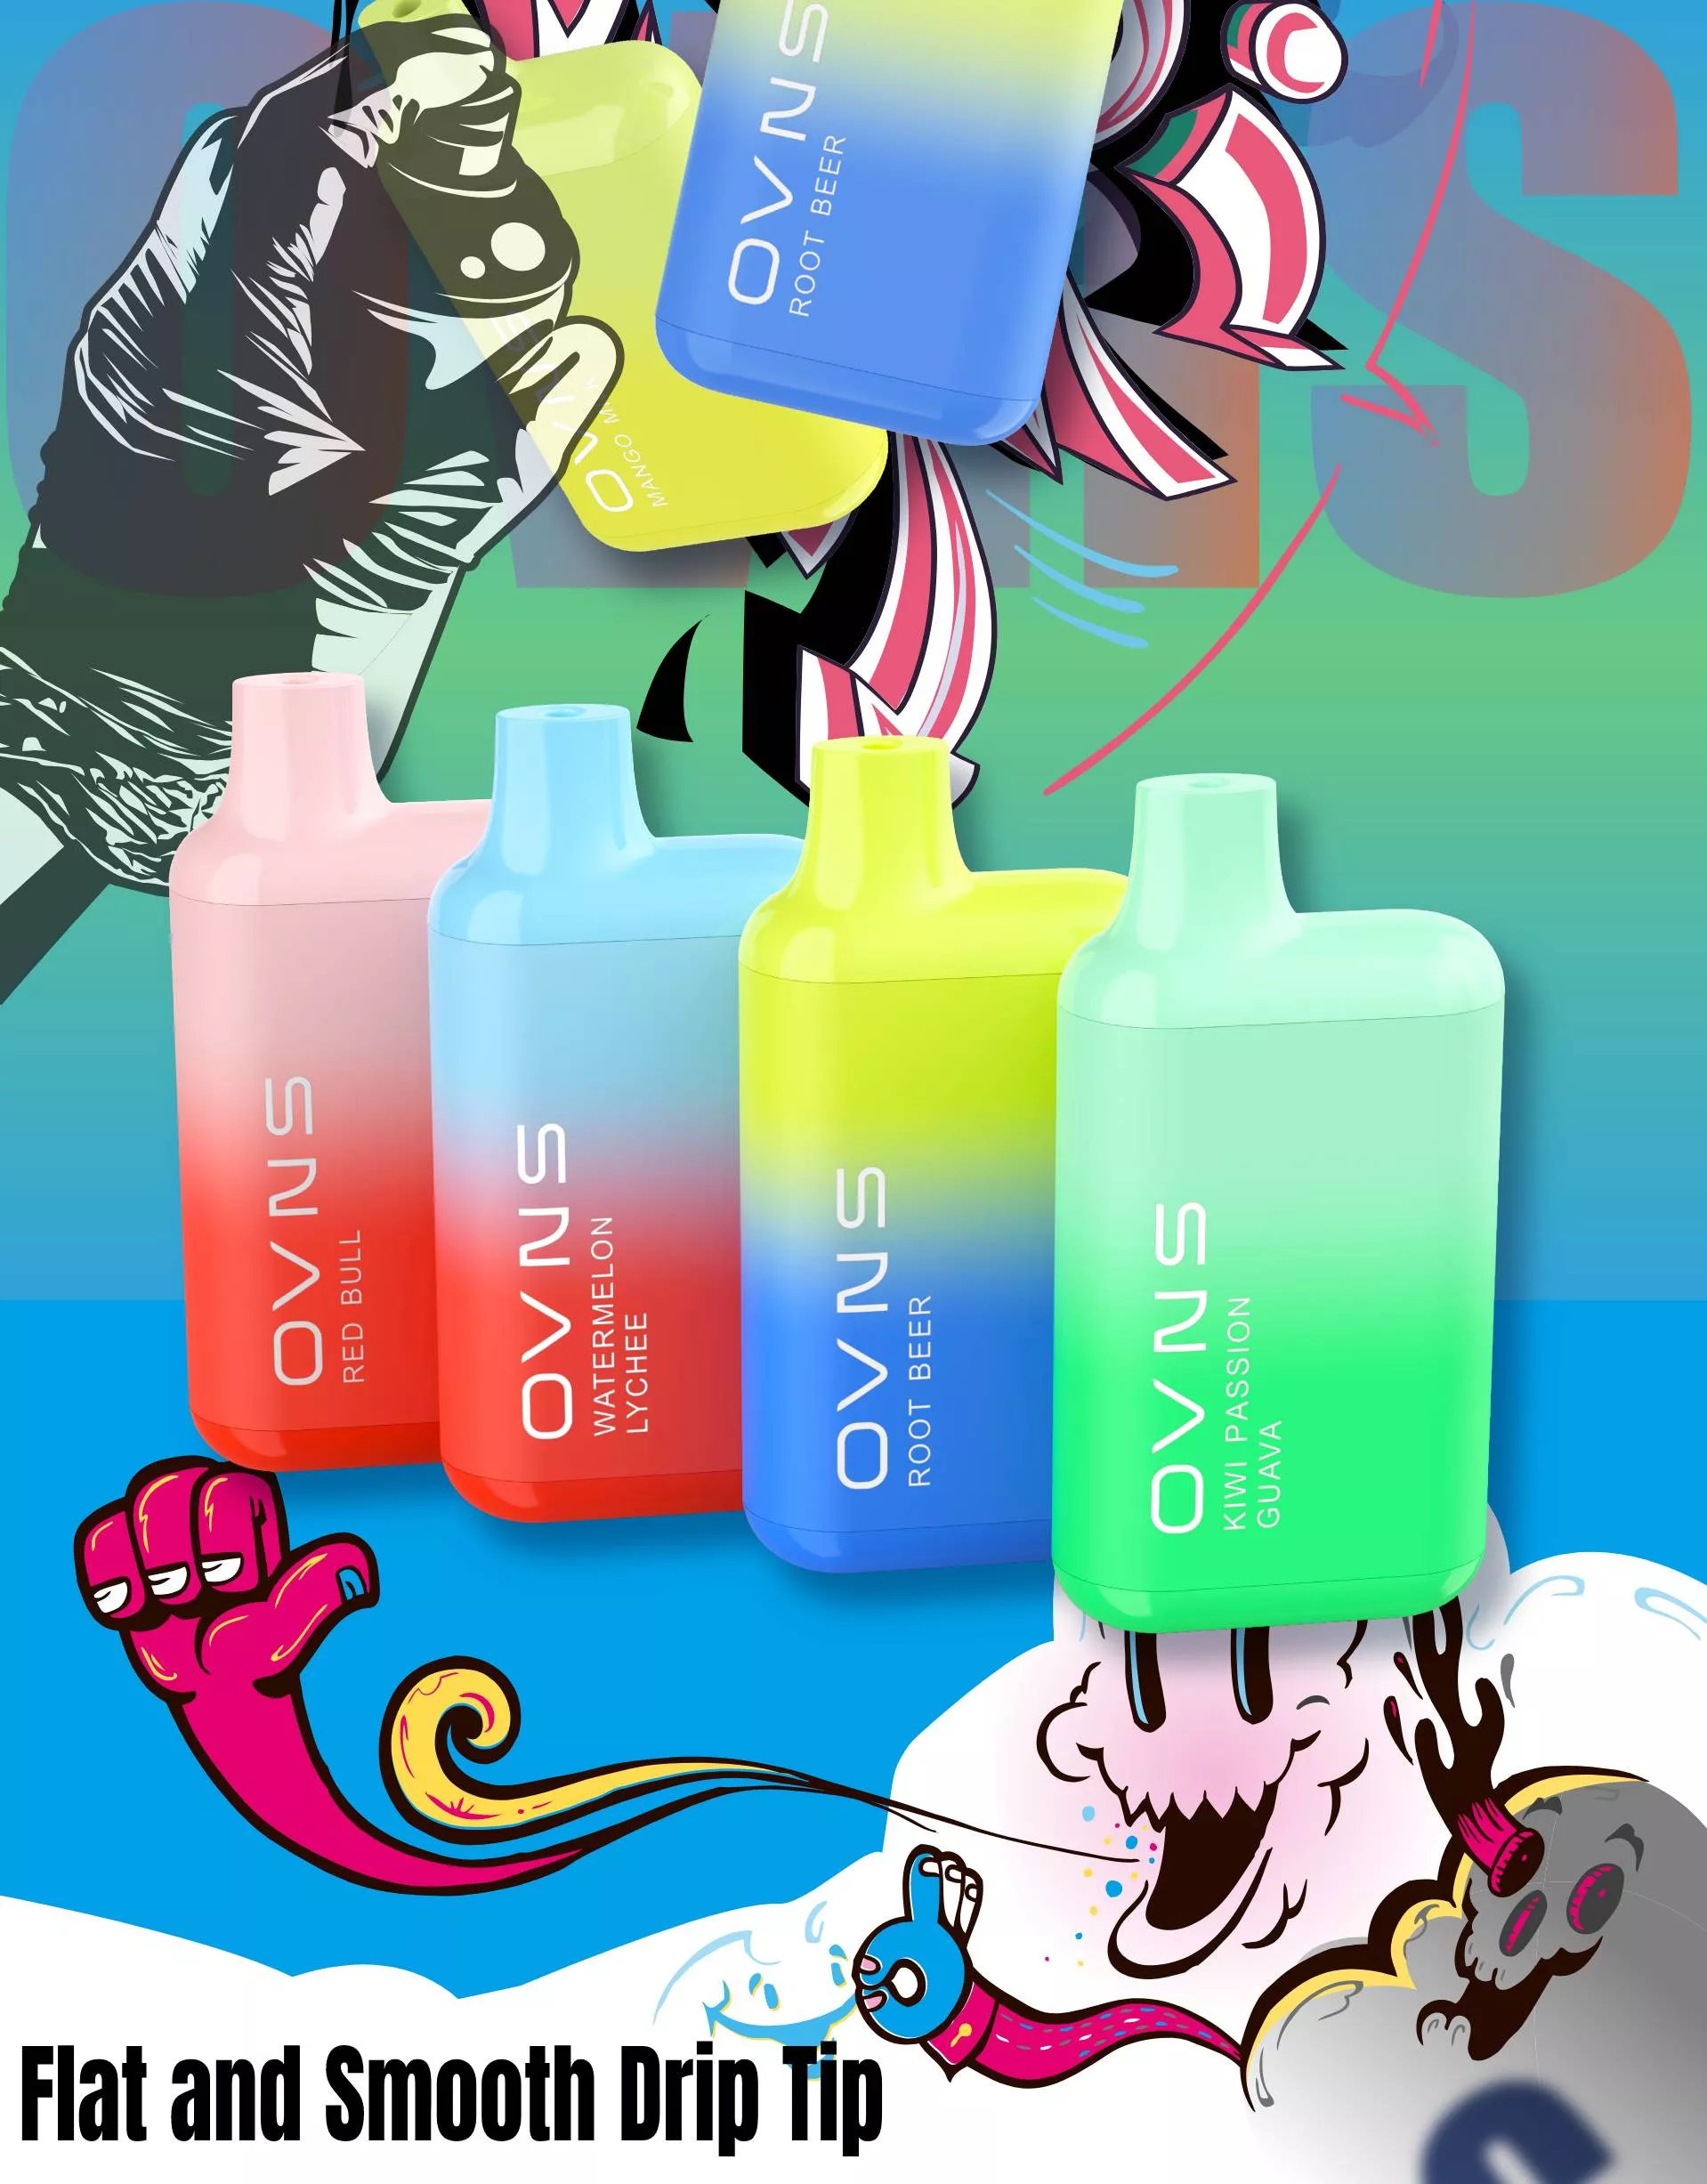 OVNS
OVNS
MANGO
OVNS
ROOT BEER
OVNS
RED BULL
OVNS
WATERMELON
LYCHEE
OVNS
ROOT BEER
OVNS
KIWI PASSION
GUAVA
Flat and Smooth Drip Tip